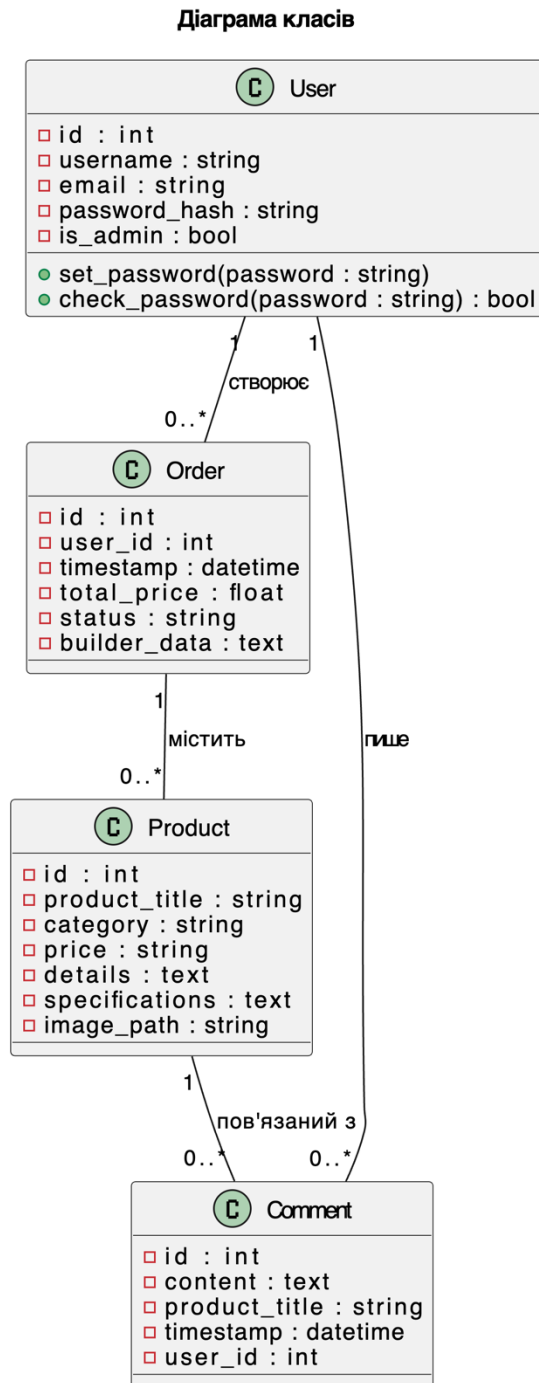 Діаграма класів
C User
id : int
username : string
email : string
password_hash : string
is_admin : bool
set_password(password : string)
check_password(password : string) : bool
1
1
створює
0..*
C Order
id : int
user_id : int
timestamp : datetime
total_price : float
status : string
builder_data : text
1
містить
пише
0..*
C Product
id : int
product_title : string
category : string
price : string
details : text
specifications : text
image_path : string
1
пов'язаний з
0..*
0..*
C Comment
id : int
content : text
product_title : string
timestamp : datetime
user_id : int